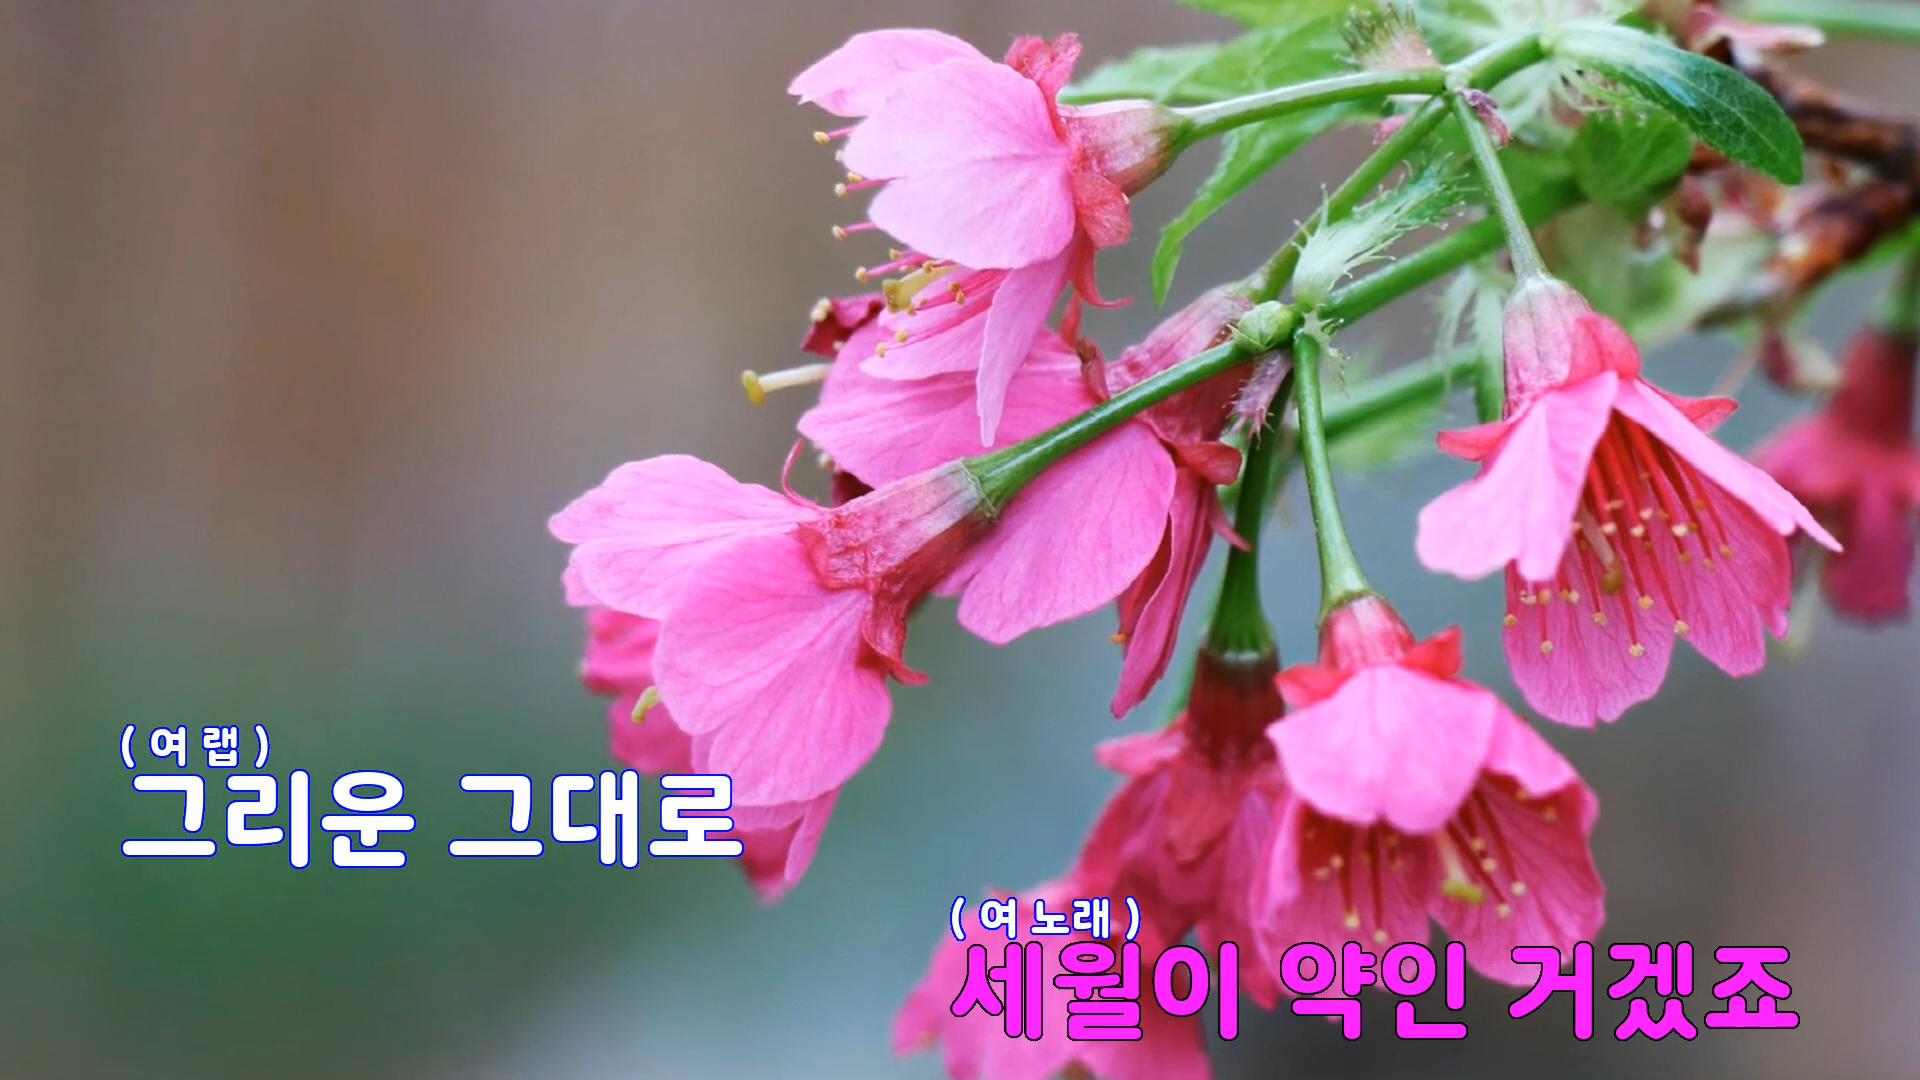 ( 여 랩 )
그리운 그대로
( 여 노래 )
세월이 약인 거겠죠